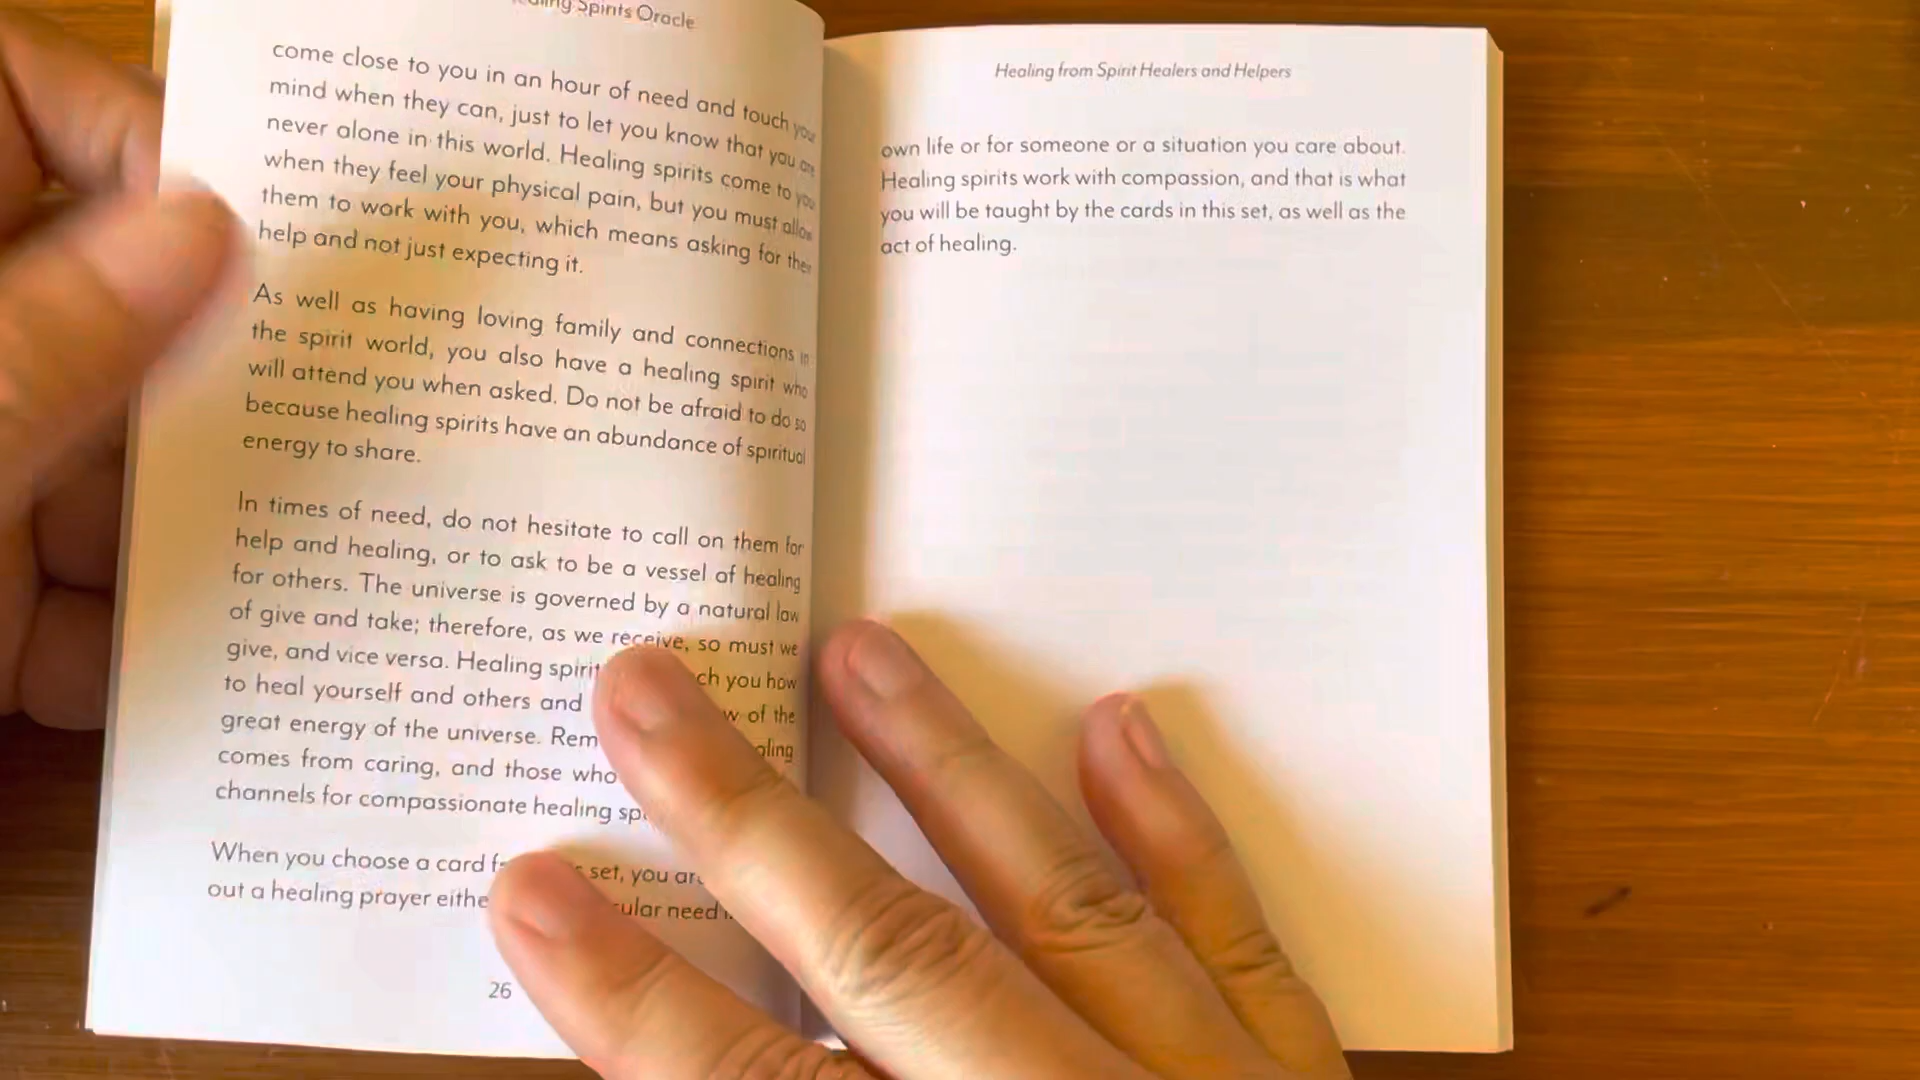 Spirits Oracle
come close to you in an hour of need and touch your
mind when they can, just to let you know that you are
never alone in this world. Healing spirits come to you
when they feel your physical pain, but you must allow
them to work with you, which means asking for their
help and not just expecting it.
As well as having loving family and connections in
the spirit world, you also have a healing spirit who
will attend you when asked. Do not be afraid to do so
because healing spirits have an abundance of spiritual
energy to share.
In times of need, do not hesitate to call on them for
help and healing, or to ask to be a vessel of healing
for others. The universe is governed by a natural law
of give and take; therefore, as we receive, so must we
give, and vice versa. Healing you how
to heal yourself and others and of the
great energy of the universe.
comes from caring, and those who
channels for compassionate healing
When you choose a card set, you
out a healing prayer need
26
Healing from Spirit Healers and Helpers
own life or for someone or a situation you care about.
Healing spirits work with compassion, and that is what
you will be taught by the cards in this set, as well as the
act of healing.